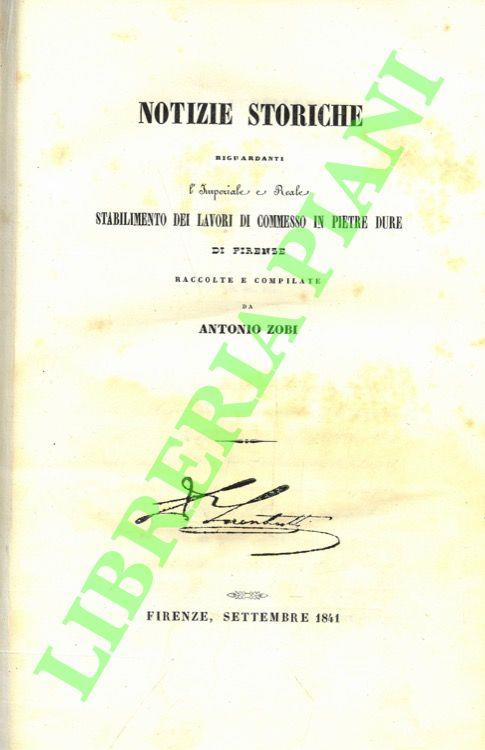 NOTIZIE STORICHE
RIGUARDANTI
l'Imperiale e Reale
STABILIMENTO DEI LAVORI DI COMMESSO IN PIETRE DURE
DI FIRENZE
RACCOLTE E COMPILATE
DA
ANTONIO ZOBI
FIRENZE, SETTEMBRE 1841
LIBRERIA PIANI